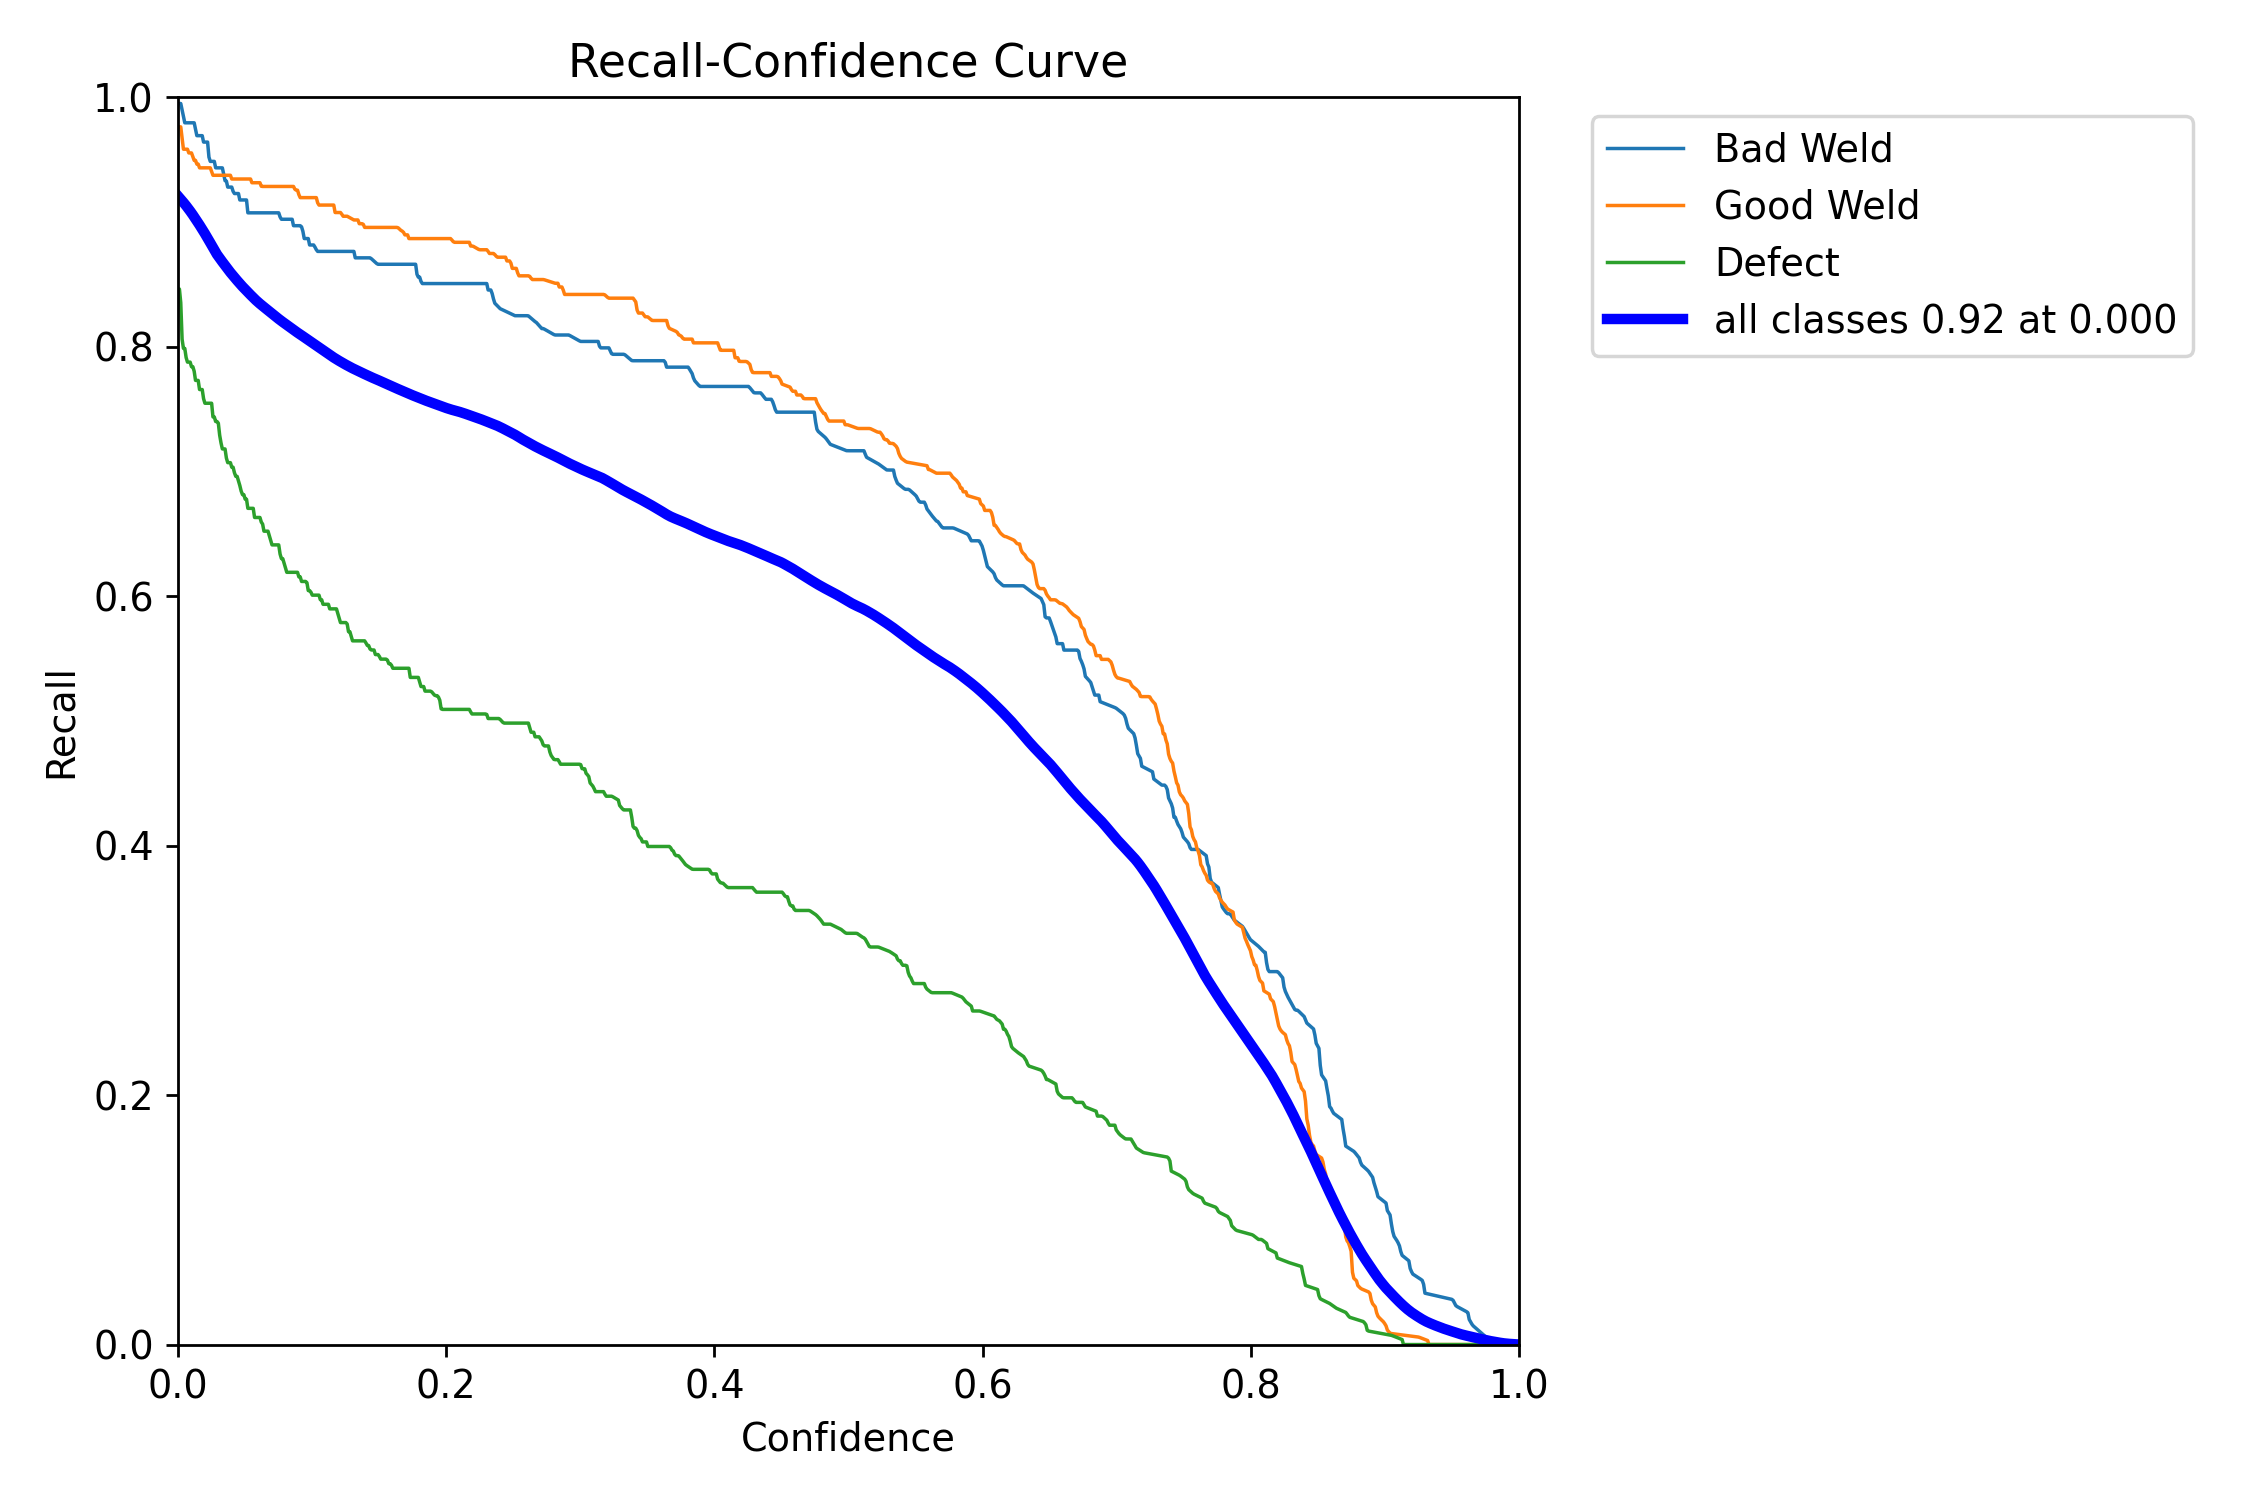 Recall-Confidence Curve
1.0
0.8
0.6
0.4
0.2
0.0
Recall
0.0 0.2 0.4 0.6 0.8 1.0
Confidence
Bad Weld
Good Weld
Defect
all classes 0.92 at 0.000